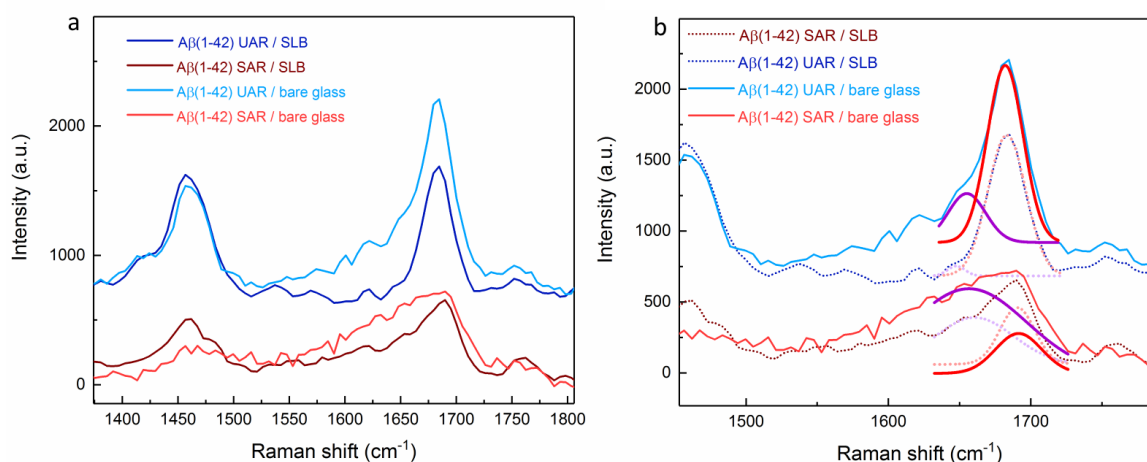 a
Aβ(1-42) UAR / SLB
Aβ(1-42) SAR / SLB
Aβ(1-42) UAR / bare glass
Aβ(1-42) SAR / bare glass
Intensity (a.u.)
2000
1000
0
1400 1450 1500 1550 1600 1650 1700 1750 1800
Raman shift (cm⁻¹)
b
Aβ(1-42) SAR / SLB
Aβ(1-42) UAR / SLB
Aβ(1-42) UAR / bare glass
Aβ(1-42) SAR / bare glass
Intensity (a.u.)
2000
1500
1000
500
0
1500 1600 1700
Raman shift (cm⁻¹)